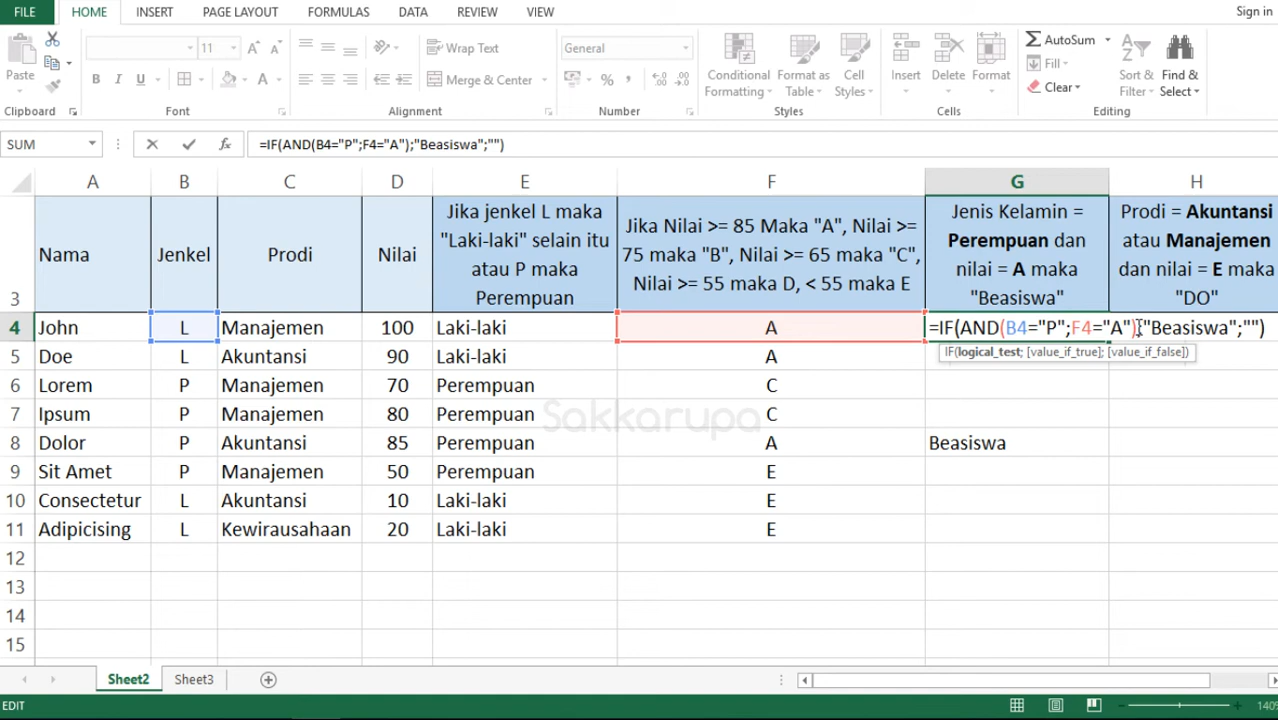 FILE HOME INSERT PAGE LAYOUT FORMULAS DATA REVIEW VIEW Sign in
11 A A Wrap Text General AutoSum
Paste B I U A Merge & Center % Conditional Formatting Format as Table Cell Styles Insert Delete Format Fill Clear Sort & Filter Find & Select
Clipboard Font Alignment Number Styles Cells Editing
SUM fx =IF(AND(B4="P";F4="A");"Beasiswa";"")
A B C D E F G H
3 Nama Jenkel Prodi Nilai
Jika jenkel L maka
"Laki-laki" selain itu
atau P maka
Perempuan
Jika Nilai >= 85 Maka "A", Nilai >=
75 maka "B", Nilai >= 65 maka "C",
Nilai >= 55 maka D, < 55 maka E
Jenis Kelamin =
Perempuan dan
nilai = A maka
"Beasiswa"
Prodi = Akuntansi
atau Manajemen
dan nilai = E maka
"DO"
4 John L Manajemen 100 Laki-laki A =IF(AND(B4="P";F4="A");"Beasiswa";"")
IF(logical_test; [value_if_true]; [value_if_false])
5 Doe L Akuntansi 90 Laki-laki A
6 Lorem P Manajemen 70 Perempuan C
7 Ipsum P Manajemen 80 Perempuan C
Sakkarupa
8 Dolor P Akuntansi 85 Perempuan A Beasiswa
9 Sit Amet P Manajemen 50 Perempuan E
10 Consectetur L Akuntansi 10 Laki-laki E
11 Adipicising L Kewirausahaan 20 Laki-laki E
12
13
14
15
Sheet2 Sheet3
EDIT 140%